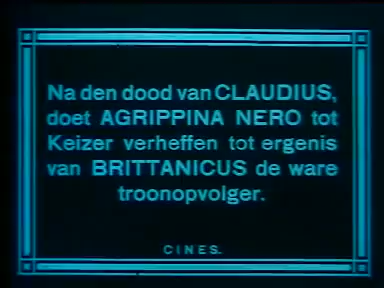 Na den dood van CLAUDIUS,
doet AGRIPPINA NERO tot
Keizer verheffen tot ergenis
van BRITTANICUS de ware
troonopvolger.
CINES.